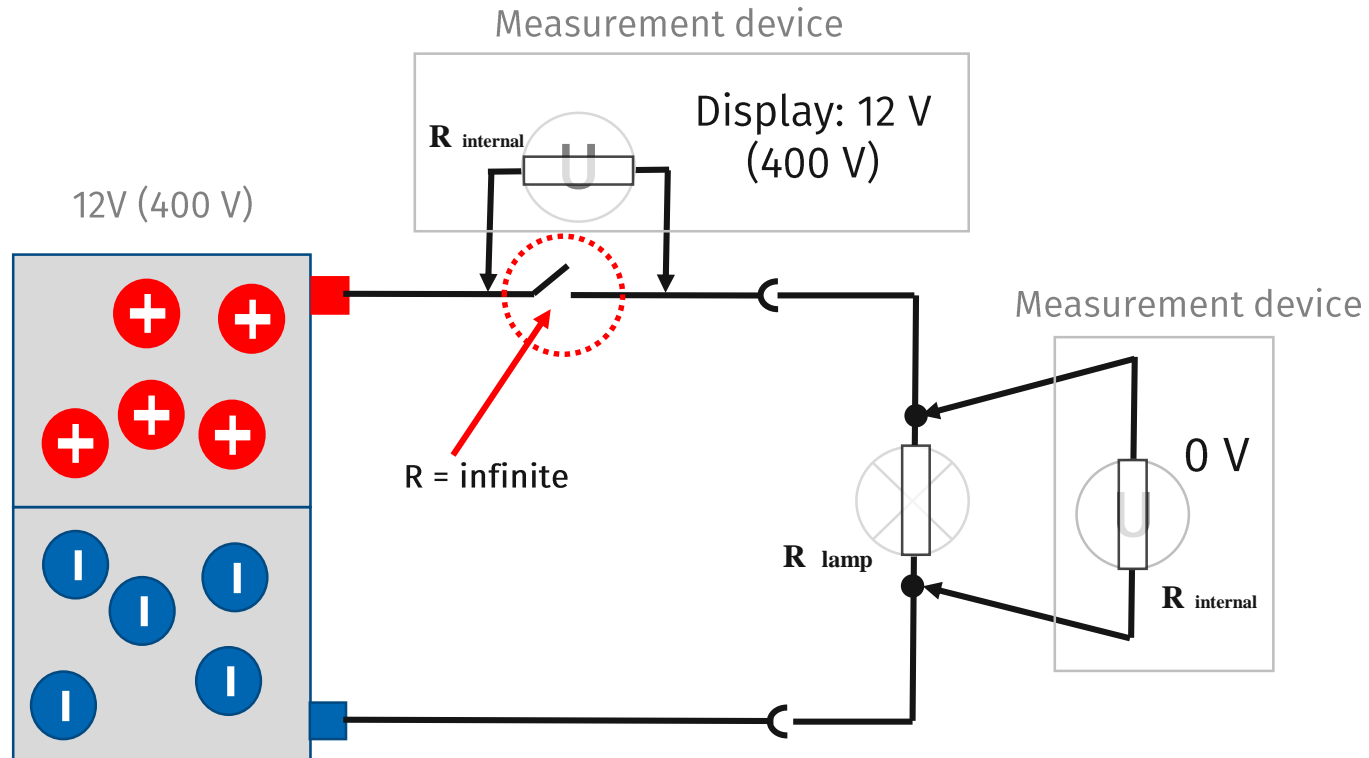 Measurement device
R internal
U
Display: 12 V
(400 V)
12V (400 V)
Measurement device
R = infinite
0 V
U
R lamp
R internal